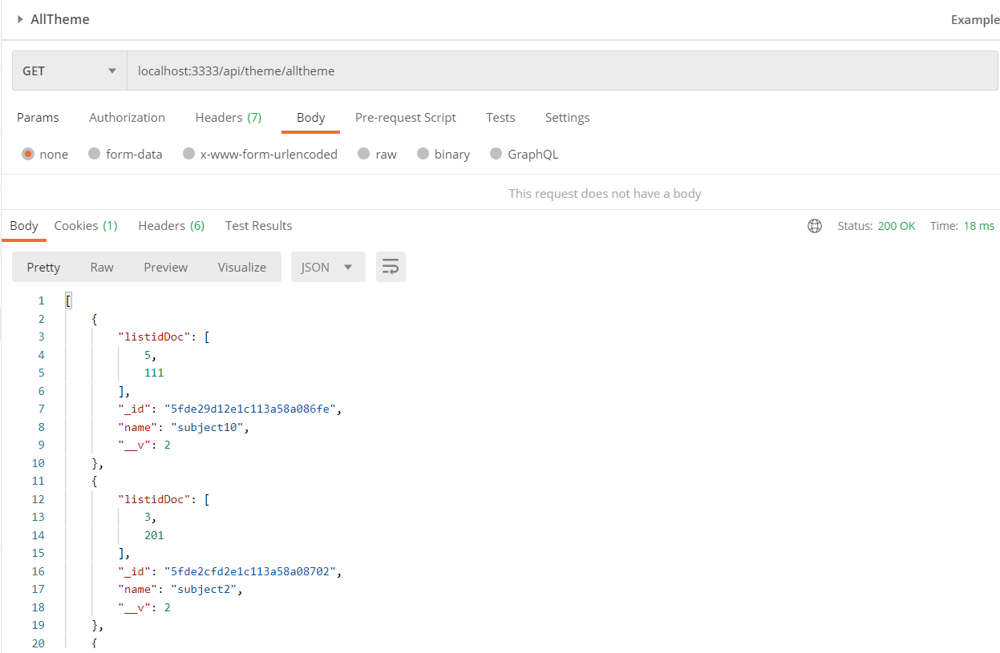 AllTheme Example
GET localhost:3333/api/theme/alltheme
Params Authorization Headers (7) Body Pre-request Script Tests Settings
none form-data x-www-form-urlencoded raw binary GraphQL
This request does not have a body
Body Cookies (1) Headers (6) Test Results Status: 200 OK Time: 18 ms
Pretty Raw Preview Visualize JSON
1 [
2 {
3 "listidDoc": [
4 5,
5 111
6 ],
7 "_id": "5fde29d12e1c113a58a086fe",
8 "name": "subject10",
9 "__v": 2
10 },
11 {
12 "listidDoc": [
13 3,
14 201
15 ],
16 "_id": "5fde2cfd2e1c113a58a08702",
17 "name": "subject2",
18 "__v": 2
19 },
20 {